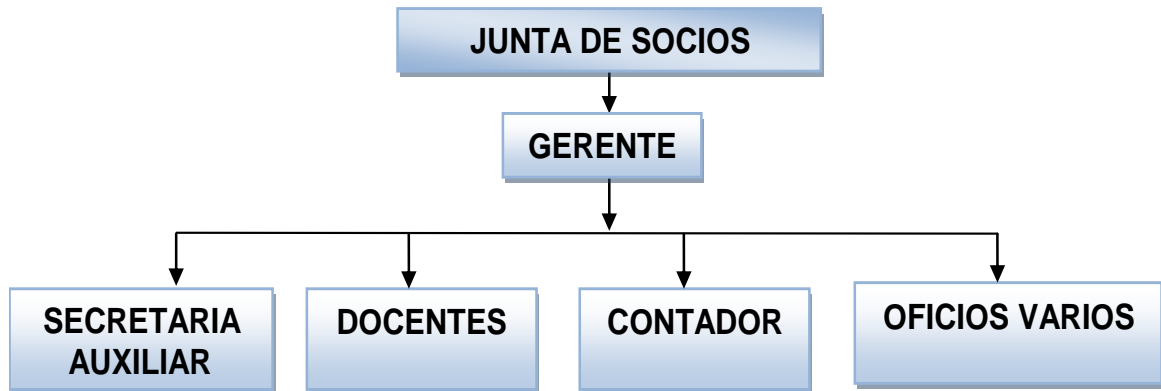 JUNTA DE SOCIOS
GERENTE
SECRETARIA
AUXILIAR
DOCENTES
CONTADOR
OFICIOS VARIOS